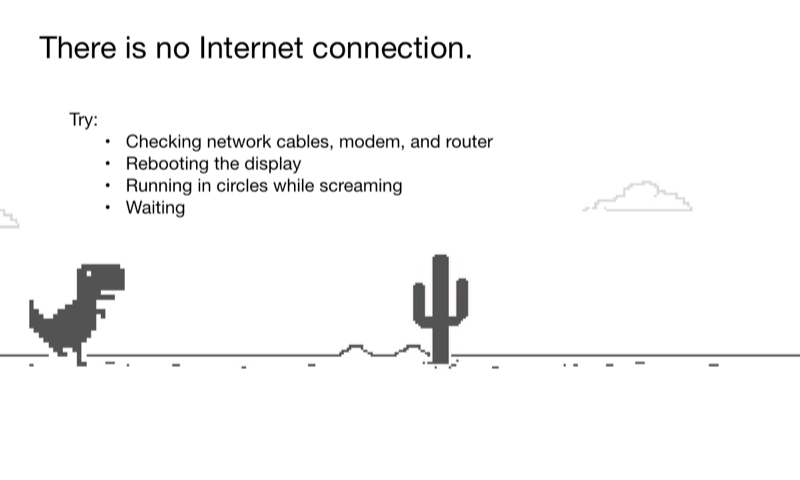 There is no Internet connection.
Try:
• Checking network cables, modem, and router
• Rebooting the display
• Running in circles while screaming
• Waiting